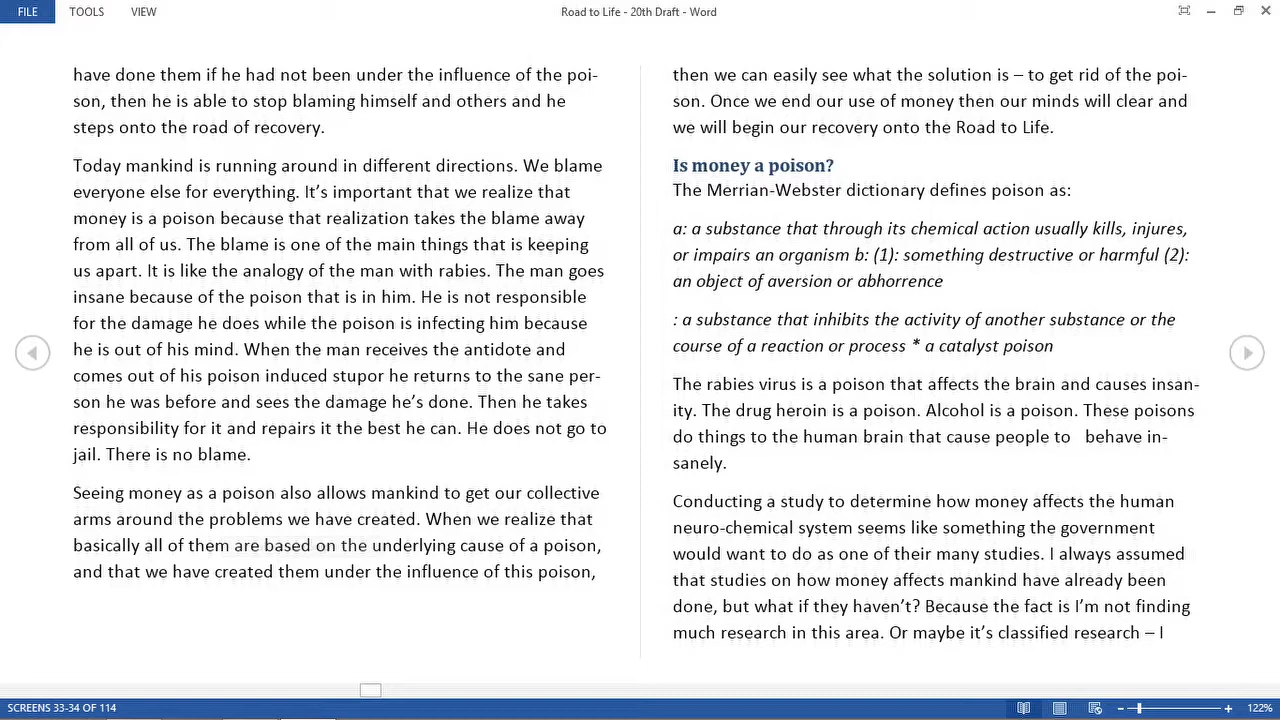 FILE TOOLS VIEW Road to Life - 20th Draft - Word
have done them if he had not been under the influence of the poi-
son, then he is able to stop blaming himself and others and he
steps onto the road of recovery.
Today mankind is running around in different directions. We blame
everyone else for everything. It’s important that we realize that
money is a poison because that realization takes the blame away
from all of us. The blame is one of the main things that is keeping
us apart. It is like the analogy of the man with rabies. The man goes
insane because of the poison that is in him. He is not responsible
for the damage he does while the poison is infecting him because
he is out of his mind. When the man receives the antidote and
comes out of his poison induced stupor he returns to the sane per-
son he was before and sees the damage he’s done. Then he takes
responsibility for it and repairs it the best he can. He does not go to
jail. There is no blame.
Seeing money as a poison also allows mankind to get our collective
arms around the problems we have created. When we realize that
basically all of them are based on the underlying cause of a poison,
and that we have created them under the influence of this poison,
then we can easily see what the solution is – to get rid of the poi-
son. Once we end our use of money then our minds will clear and
we will begin our recovery onto the Road to Life.
Is money a poison?
The Merrian-Webster dictionary defines poison as:
a: a substance that through its chemical action usually kills, injures,
or impairs an organism b: (1): something destructive or harmful (2):
an object of aversion or abhorrence
: a substance that inhibits the activity of another substance or the
course of a reaction or process * a catalyst poison
The rabies virus is a poison that affects the brain and causes insan-
ity. The drug heroin is a poison. Alcohol is a poison. These poisons
do things to the human brain that cause people to behave in-
sanely.
Conducting a study to determine how money affects the human
neuro-chemical system seems like something the government
would want to do as one of their many studies. I always assumed
that studies on how money affects mankind have already been
done, but what if they haven’t? Because the fact is I’m not finding
much research in this area. Or maybe it’s classified research – I
SCREENS 33-34 OF 114 122%